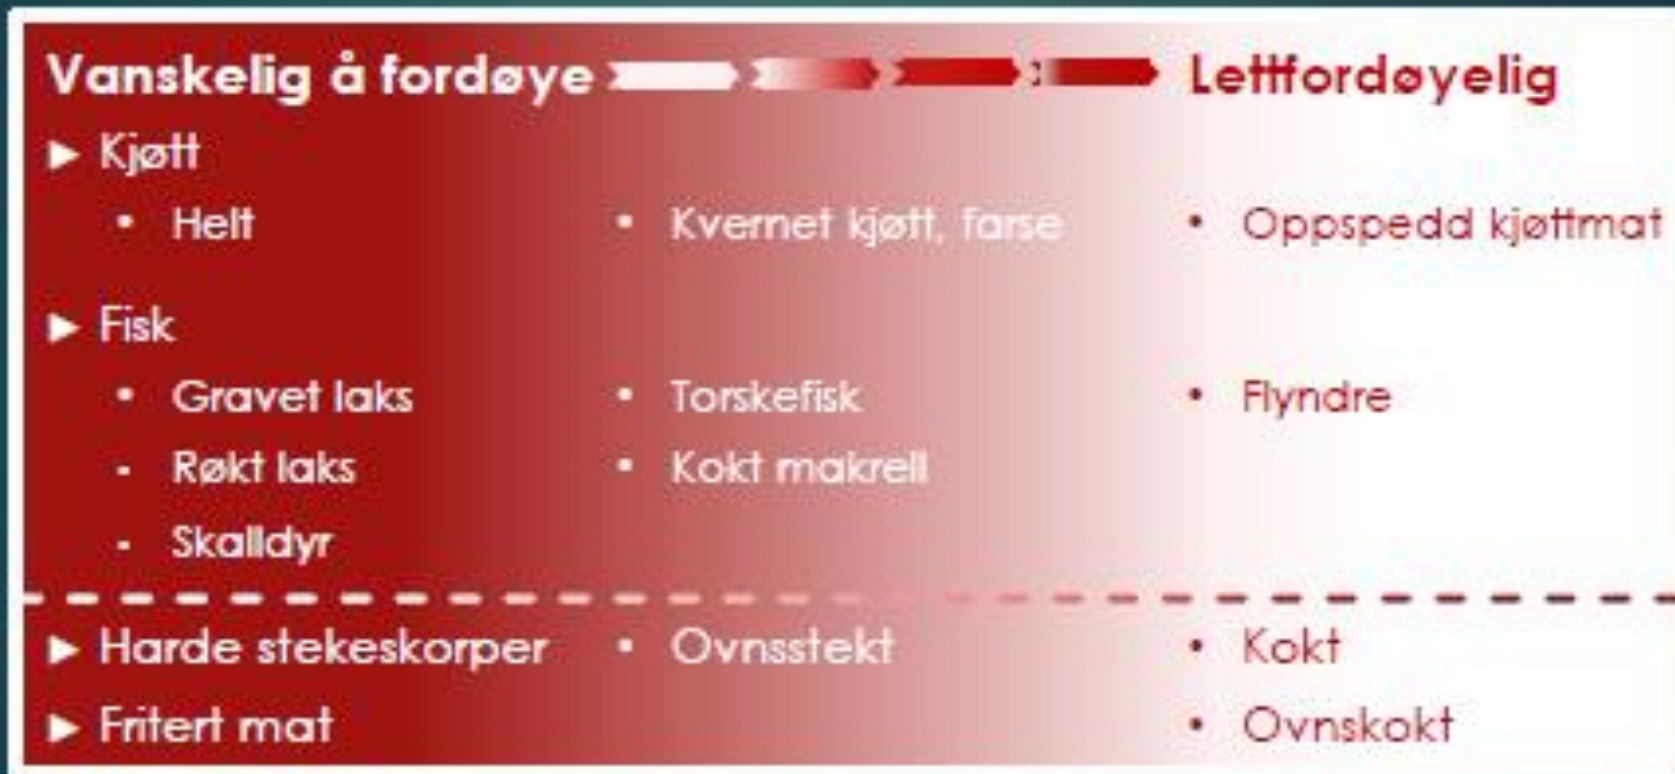 Vanskelig å fordøye Lettfordøyelig
► Kjøtt
• Helt • Kvernet kjøtt, farse • Oppspedd kjøttmat
► Fisk
• Gravet laks • Torskefisk • Flyndre
- Røkt laks • Kokt makrell
- Skalldyr
► Harde stekeskorper • Ovnsstekt • Kokt
► Fritert mat • Ovnskokt